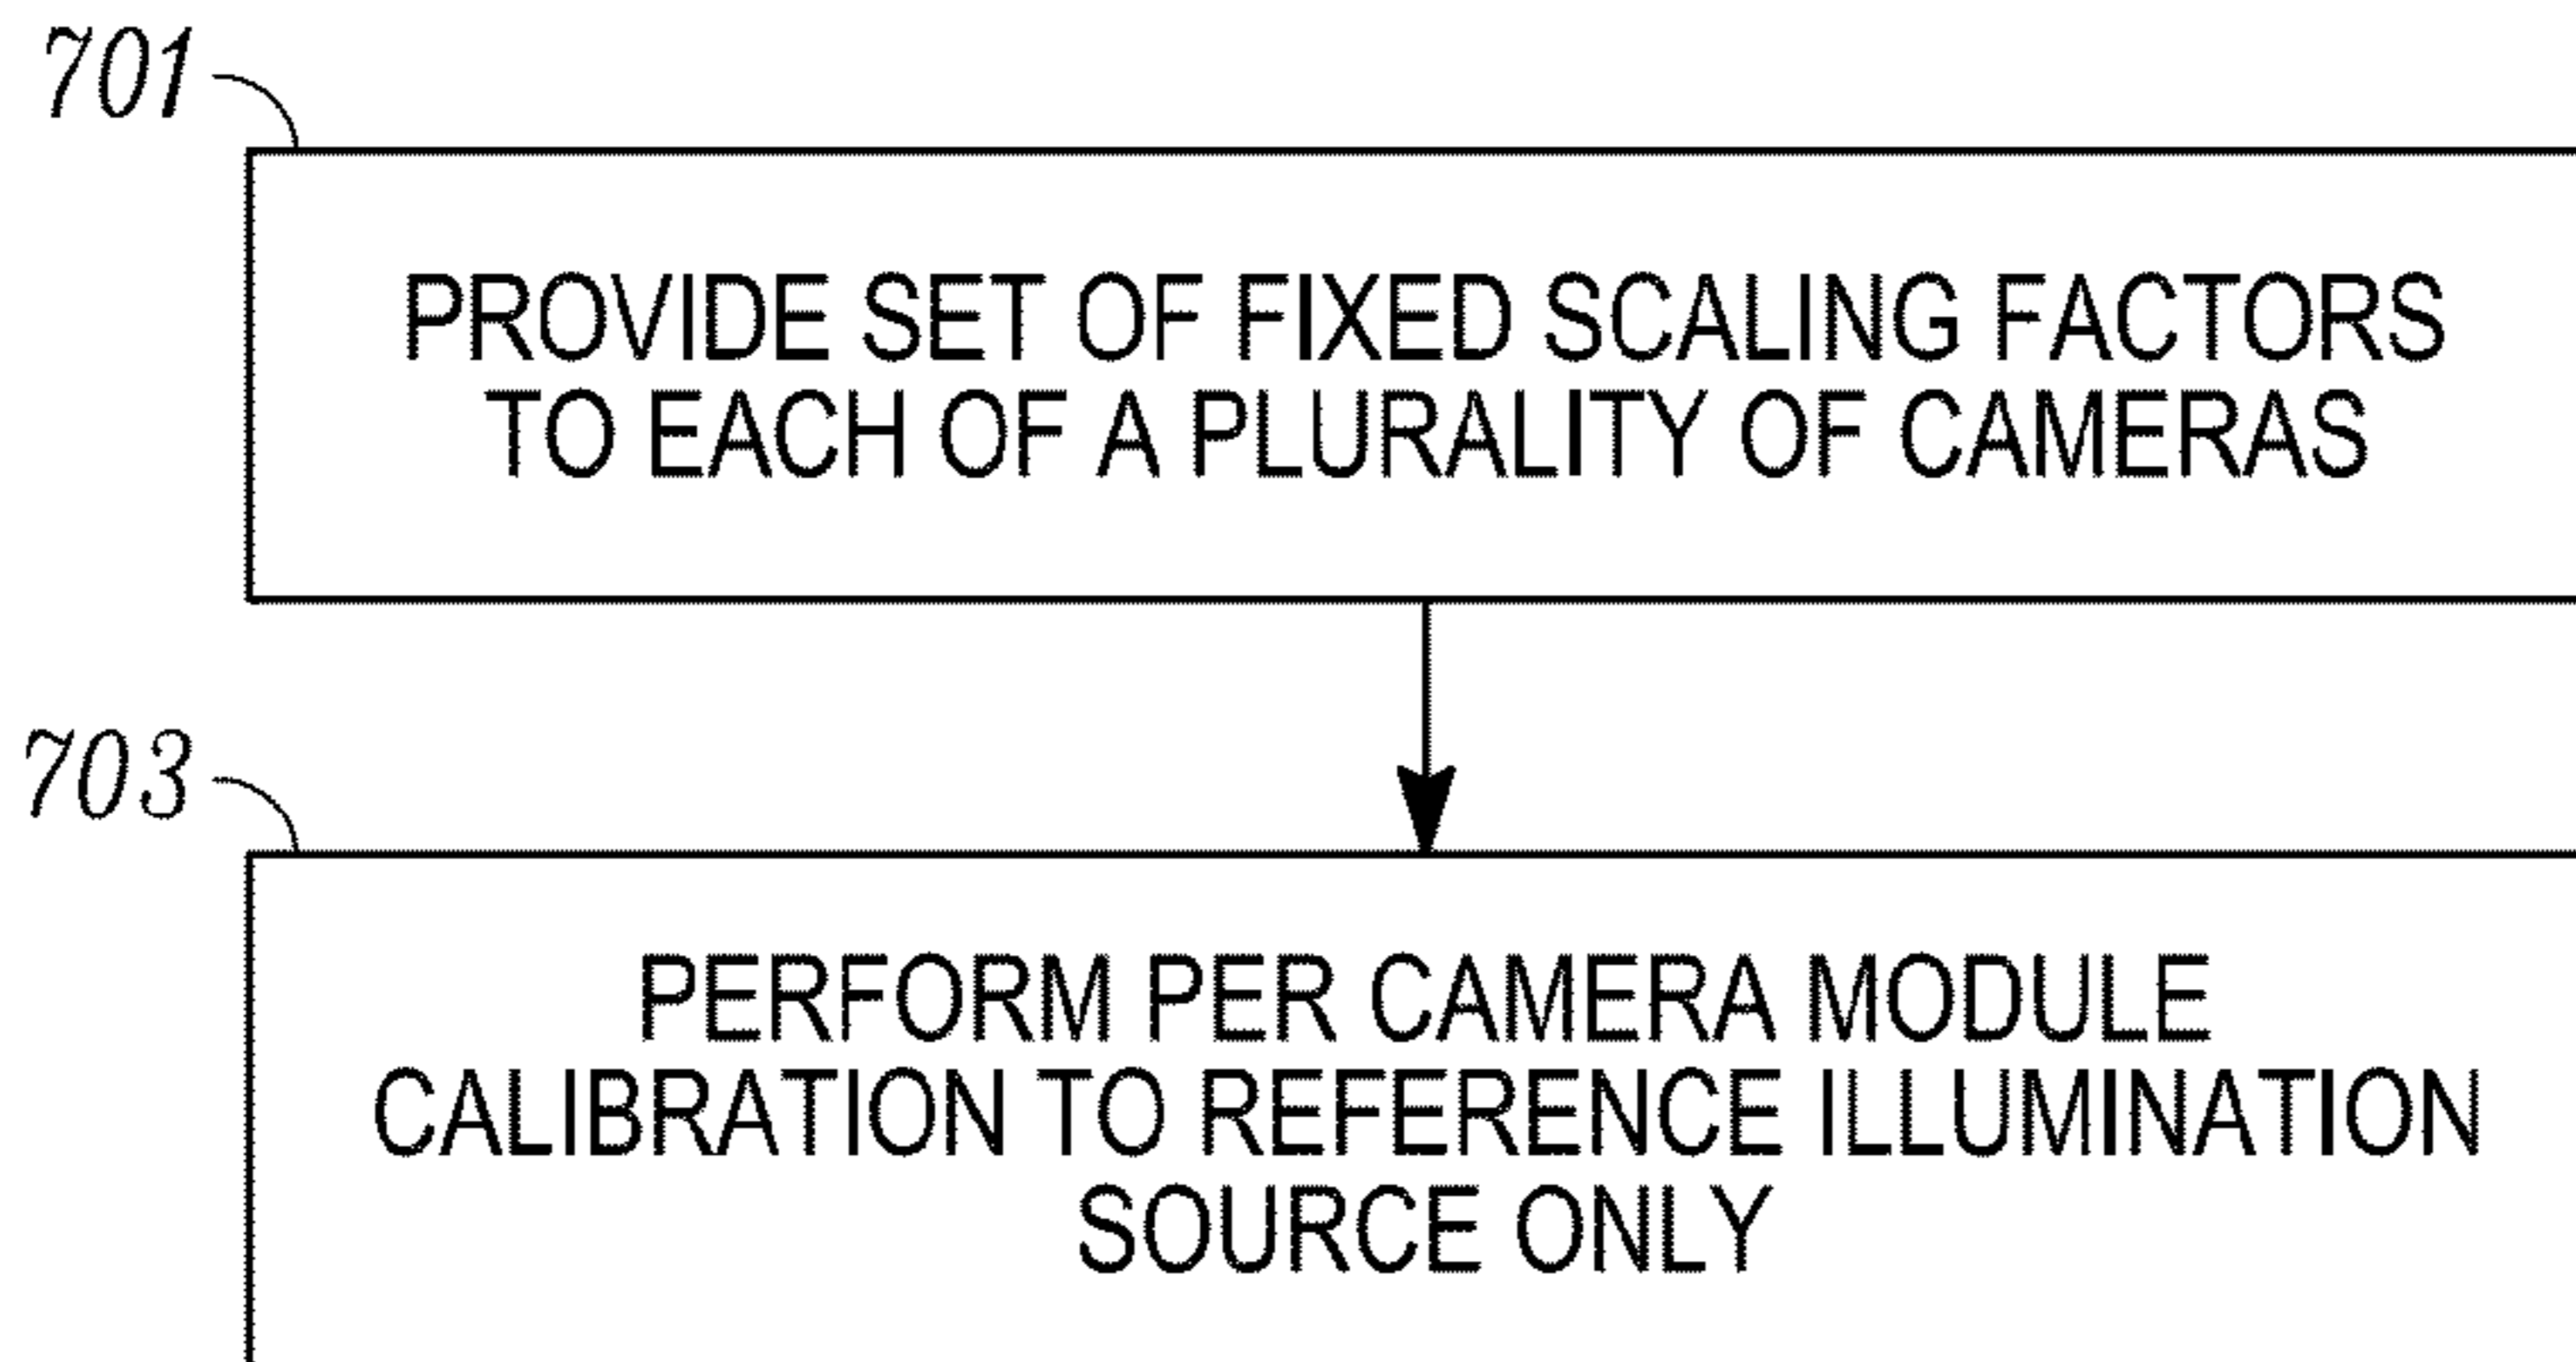 701
PROVIDE SET OF FIXED SCALING FACTORS
TO EACH OF A PLURALITY OF CAMERAS
703
PERFORM PER CAMERA MODULE
CALIBRATION TO REFERENCE ILLUMINATION
SOURCE ONLY